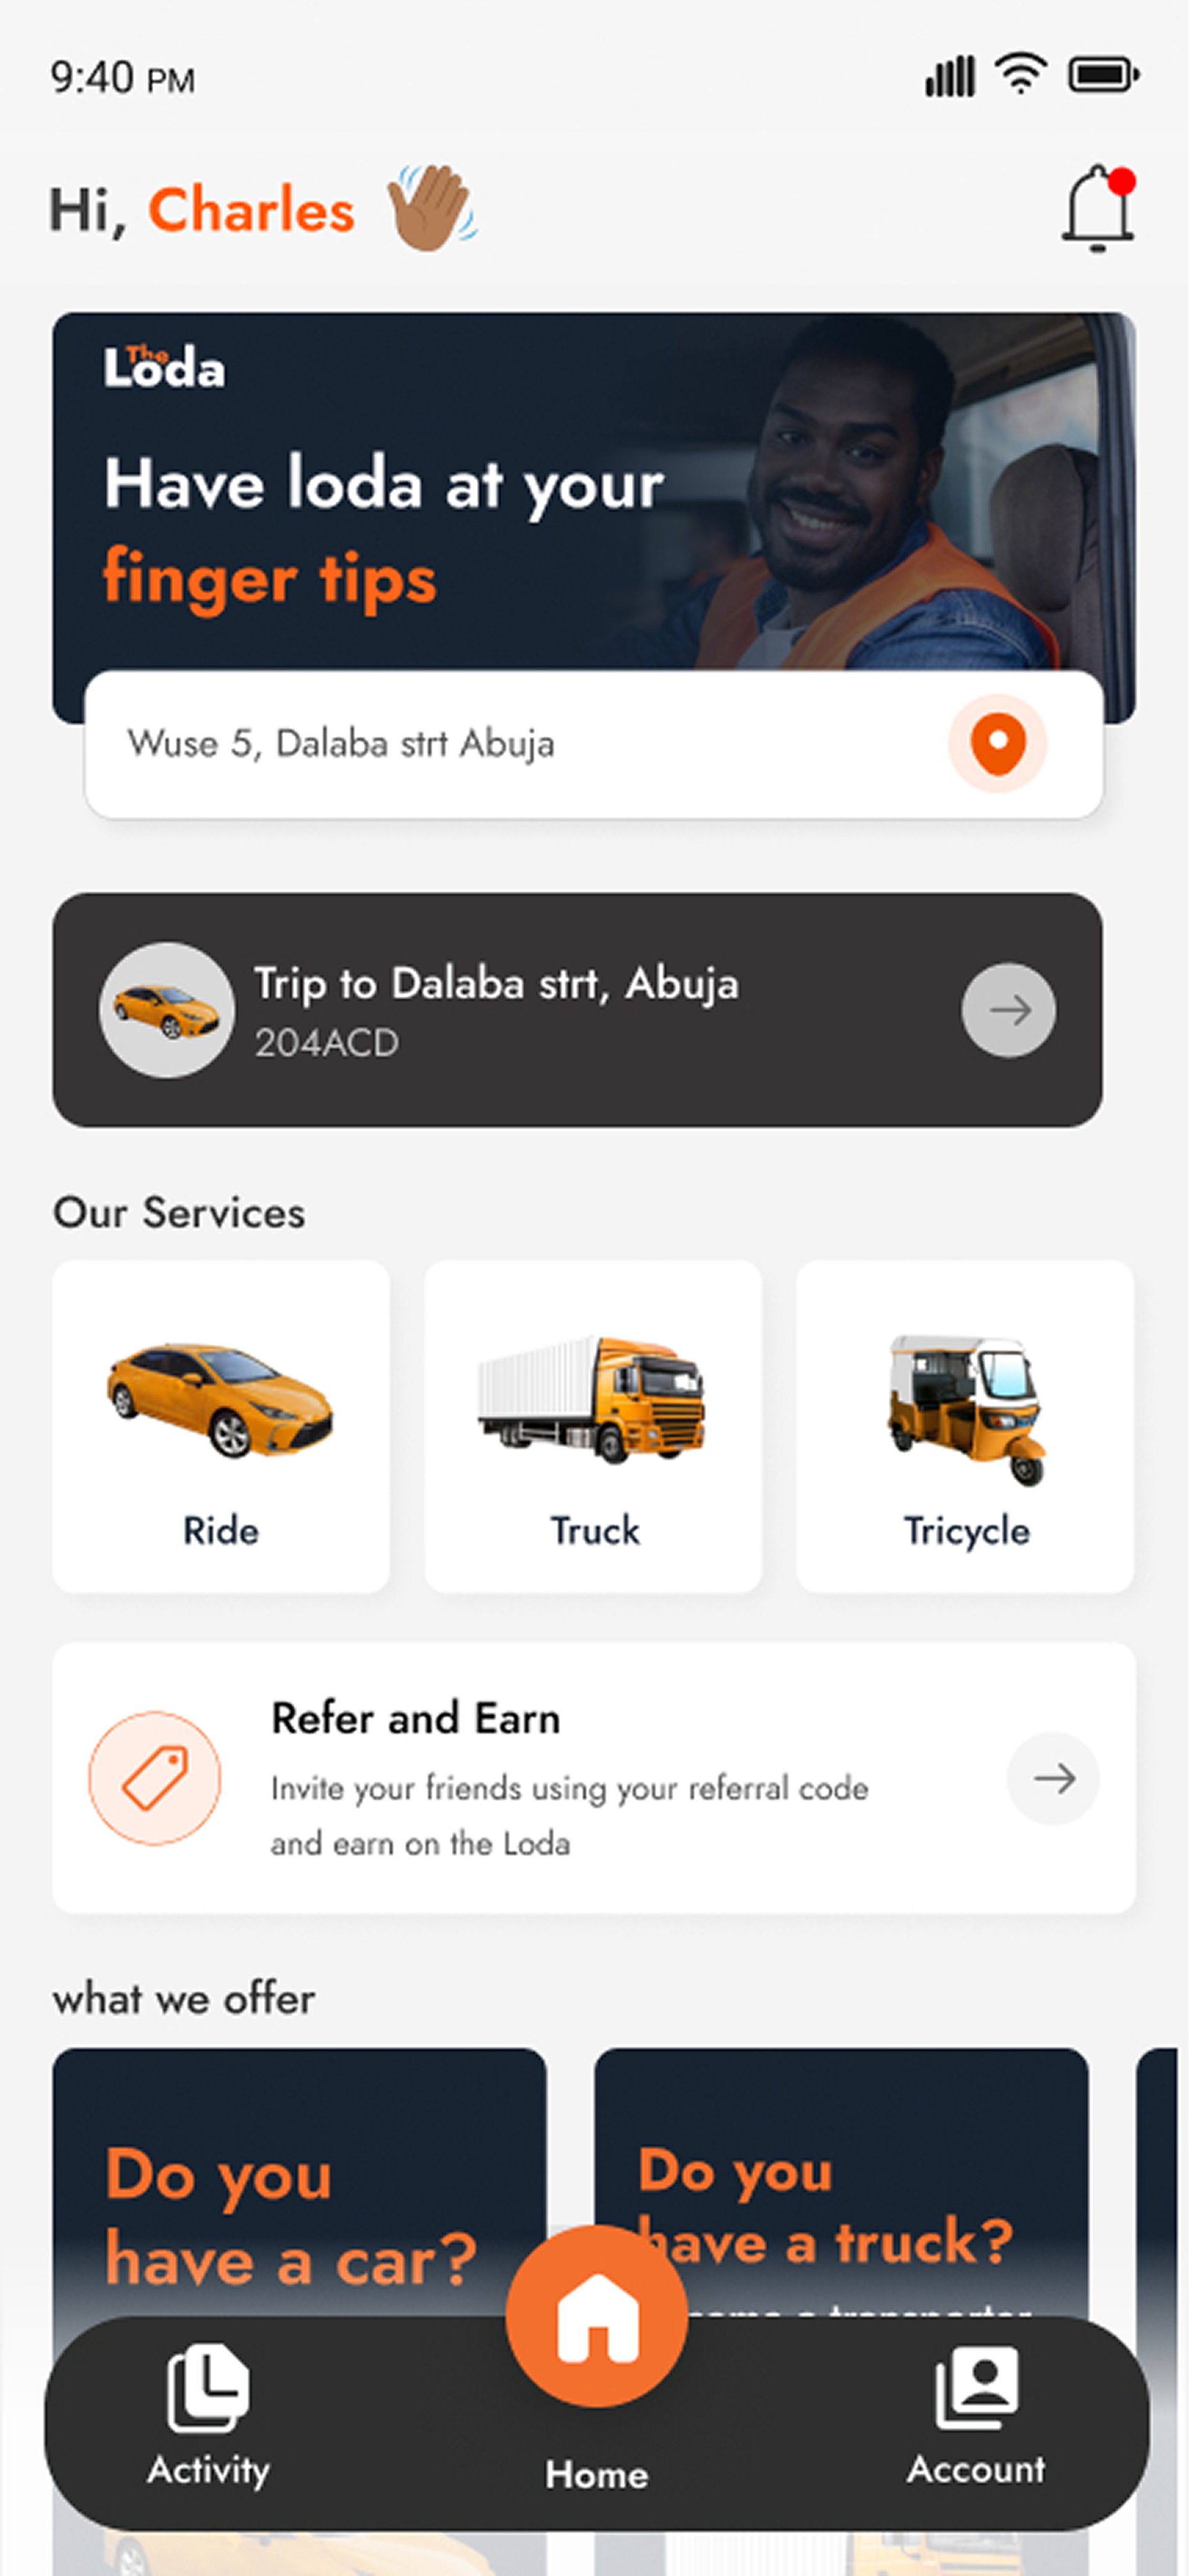 9:40 PM
Hi, Charles
The
Loda
Have loda at your
finger tips
Wuse 5, Dalaba strt Abuja
Trip to Dalaba strt, Abuja
204ACD
Our Services
Ride
Truck
Tricycle
Refer and Earn
Invite your friends using your referral code
and earn on the Loda
what we offer
Do you
have a car?
Do you
have a truck?
a transporter
Activity
Home
Account